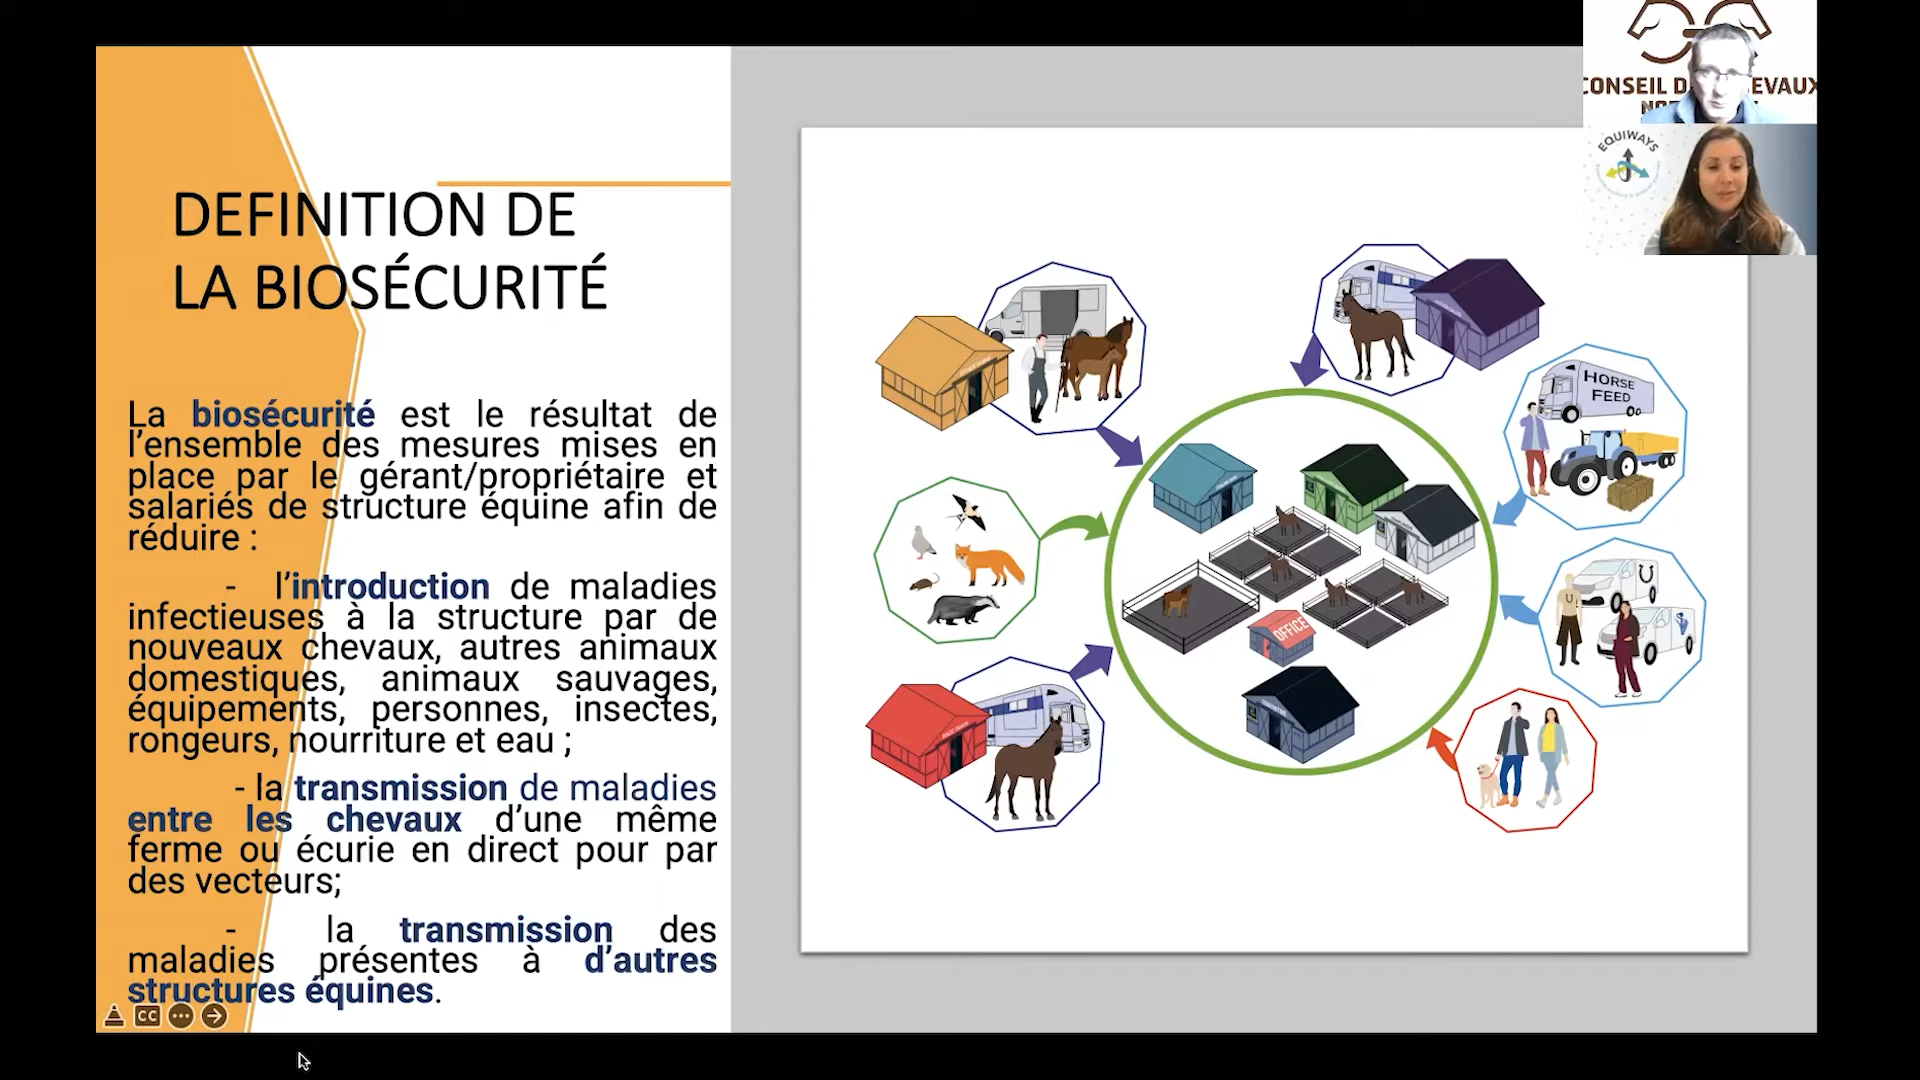 DEFINITION DE
LA BIOSÉCURITÉ
La biosécurité est le résultat de
l'ensemble des mesures mises en
place par le gérant/propriétaire et
salariés de structure équine afin de
réduire :
- l'introduction de maladies
infectieuses à la structure par de
nouveaux chevaux, autres animaux
domestiques, animaux sauvages,
équipements, personnes, insectes,
rongeurs, nourriture et eau ;
- la transmission de maladies
entre les chevaux d'une même
ferme ou écurie en direct pour par
des vecteurs;
- la transmission des
maladies présentes à d'autres
structures équines.
CC
HORSE
FEED
OFFICE
CONSEIL
EVAUX
EQUIWAYS